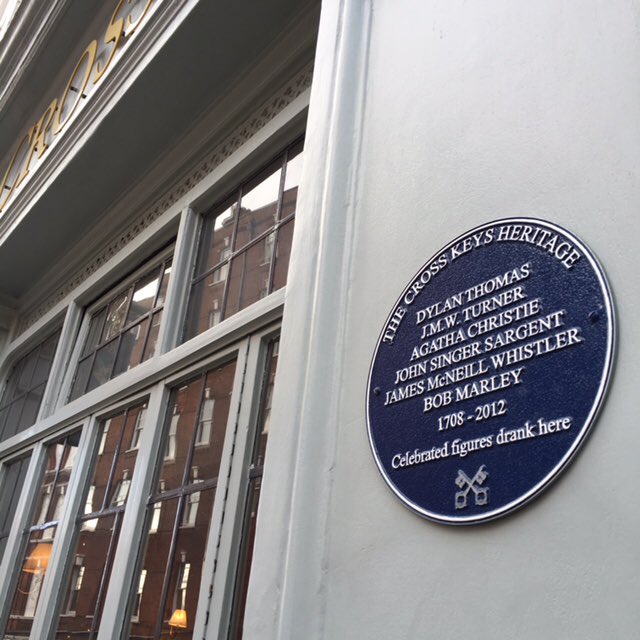 Cross
THE CROSS KEYS HERITAGE
DYLAN THOMAS
J.M.W. TURNER
AGATHA CHRISTIE
JOHN SINGER SARGENT
JAMES McNEILL WHISTLER
BOB MARLEY
1708 - 2012
Celebrated figures drank here